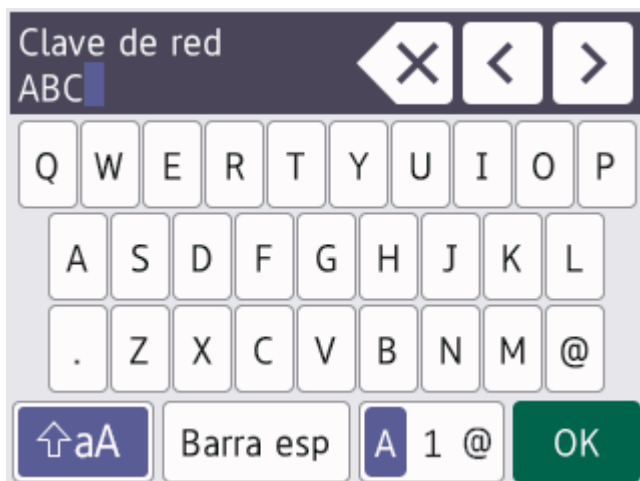 Clave de red
ABC
Q W E R T Y U I O P
A S D F G H J K L
. Z X C V B N M @
aA Barra esp A 1 @ OK